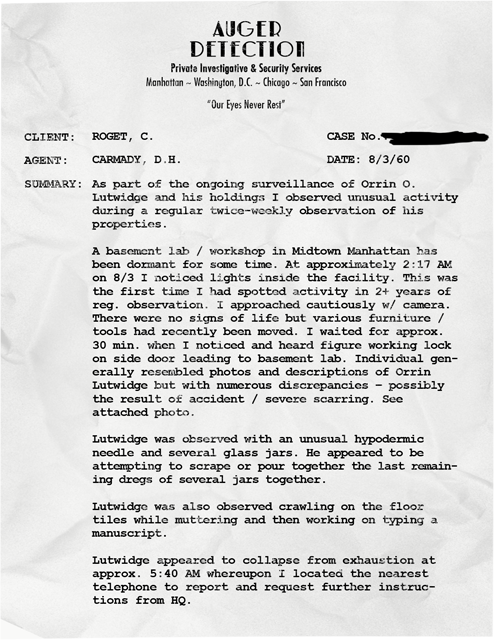 AUGER
DETECTION
Private Investigative & Security Services
Manhattan ~ Washington, D.C. ~ Chicago ~ San Francisco
"Our Eyes Never Rest"
CLIENT: ROGET, C. CASE No.
AGENT: CARMADY, D.H. DATE: 8/3/60
SUMMARY: As part of the ongoing surveillance of Orrin O.
Lutwidge and his holdings I observed unusual activity
during a regular twice-weekly observation of his
properties.
A basement lab / workshop in Midtown Manhattan has
been dormant for some time. At approximately 2:17 AM
on 8/3 I noticed lights inside the facility. This was
the first time I had spotted activity in 2+ years of
reg. observation. I approached cautiously w/ camera.
There were no signs of life but various furniture /
tools had recently been moved. I waited for approx.
30 min. when I noticed and heard figure working lock
on side door leading to basement lab. Individual gen-
erally resembled photos and descriptions of Orrin
Lutwidge but with numerous discrepancies – possibly
the result of accident / severe scarring. See
attached photo.
Lutwidge was observed with an unusual hypodermic
needle and several glass jars. He appeared to be
attempting to scrape or pour together the last remain-
ing dregs of several jars together.
Lutwidge was also observed crawling on the floor
tiles while muttering and then working on typing a
manuscript.
Lutwidge appeared to collapse from exhaustion at
approx. 5:40 AM whereupon I located the nearest
telephone to report and request further instruc-
tions from HQ.